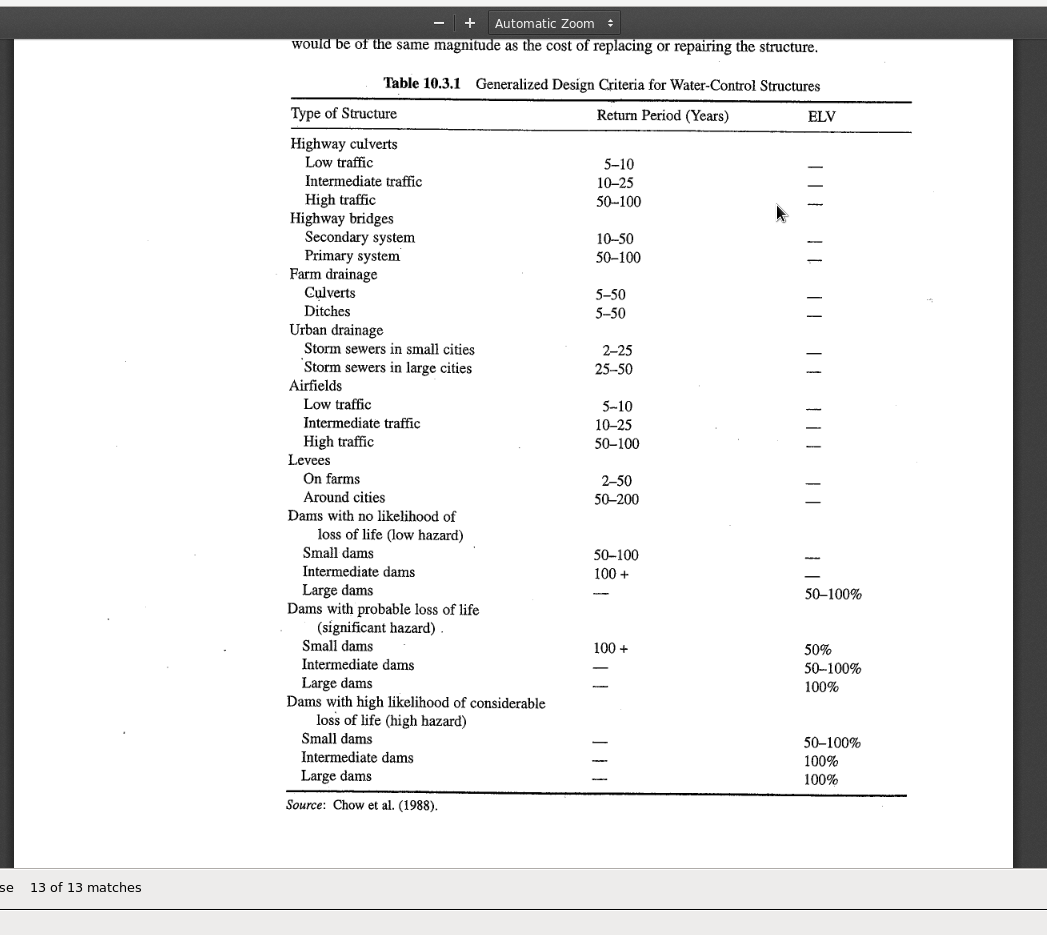 − + Automatic Zoom
would be of the same magnitude as the cost of replacing or repairing the structure.
Table 10.3.1 Generalized Design Criteria for Water-Control Structures
Type of Structure Return Period (Years) ELV
Highway culverts
Low traffic 5–10 —
Intermediate traffic 10–25 —
High traffic 50–100 —
Highway bridges
Secondary system 10–50 —
Primary system 50–100 —
Farm drainage
Culverts 5–50 —
Ditches 5–50 —
Urban drainage
Storm sewers in small cities 2–25 —
Storm sewers in large cities 25–50 —
Airfields
Low traffic 5–10 —
Intermediate traffic 10–25 —
High traffic 50–100 —
Levees
On farms 2–50 —
Around cities 50–200 —
Dams with no likelihood of
loss of life (low hazard)
Small dams 50–100 —
Intermediate dams 100 + —
Large dams — 50–100%
Dams with probable loss of life
(significant hazard)
Small dams 100 + 50%
Intermediate dams — 50–100%
Large dams — 100%
Dams with high likelihood of considerable
loss of life (high hazard)
Small dams — 50–100%
Intermediate dams — 100%
Large dams — 100%
Source: Chow et al. (1988).
se 13 of 13 matches